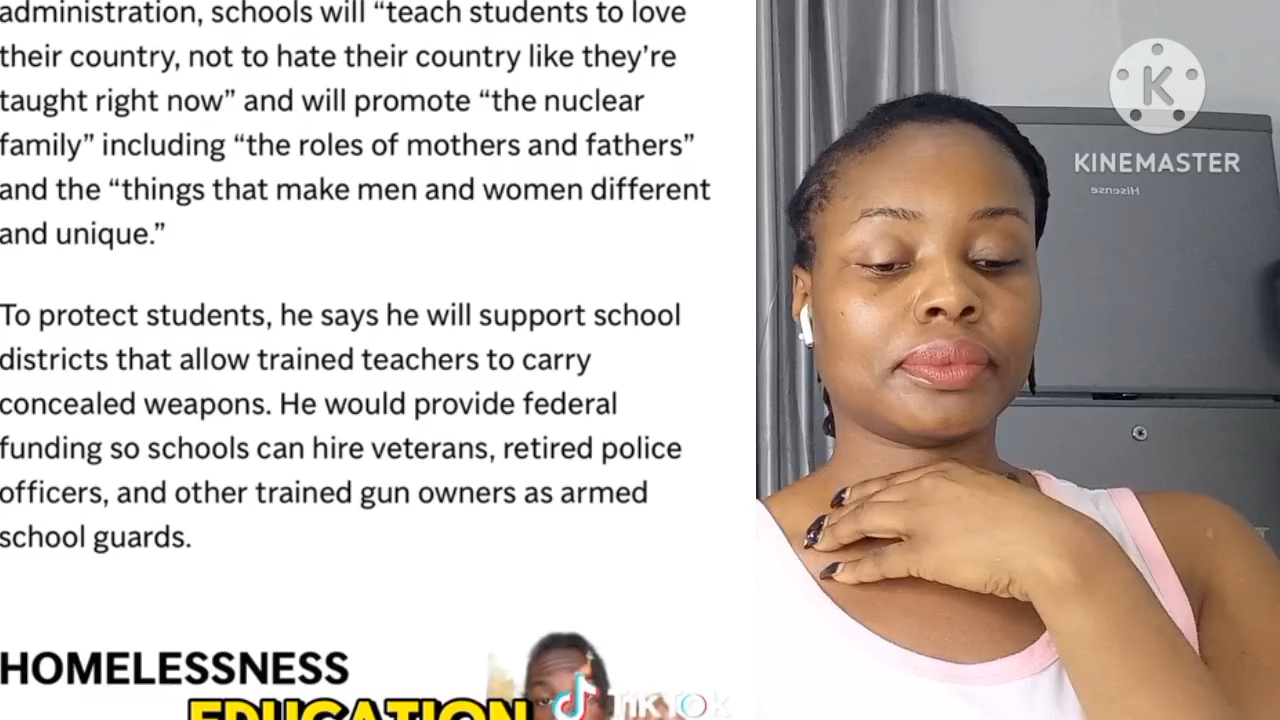 administration, schools will “teach students to love
their country, not to hate their country like they’re
taught right now” and will promote “the nuclear
family” including “the roles of mothers and fathers”
and the “things that make men and women different
and unique.”
To protect students, he says he will support school
districts that allow trained teachers to carry
concealed weapons. He would provide federal
funding so schools can hire veterans, retired police
officers, and other trained gun owners as armed
school guards.
HOMELESSNESS
EDUCATION
TikTok
K
KINEMASTER
Hisense